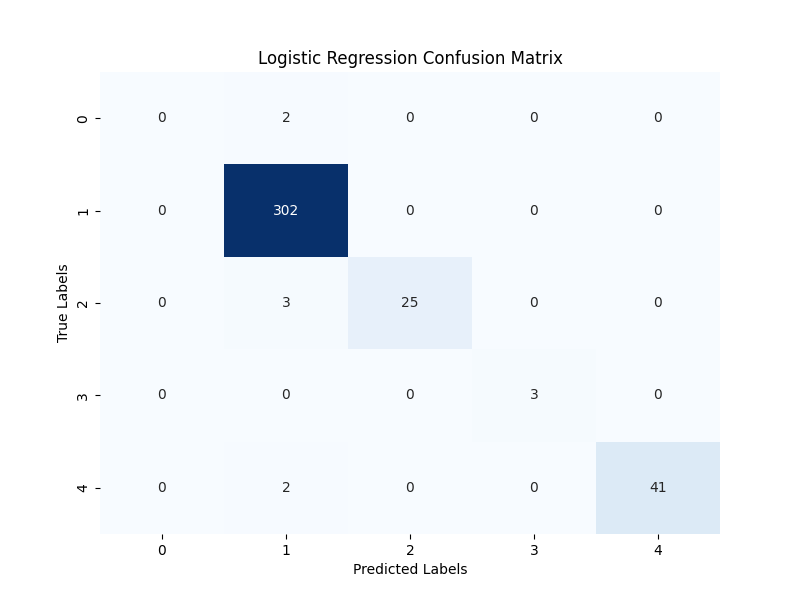 Logistic Regression Confusion Matrix
0 0 2 0 0 0
1 0 302 0 0 0
2 0 3 25 0 0
3 0 0 0 3 0
4 0 2 0 0 41
True Labels
0 1 2 3 4
Predicted Labels